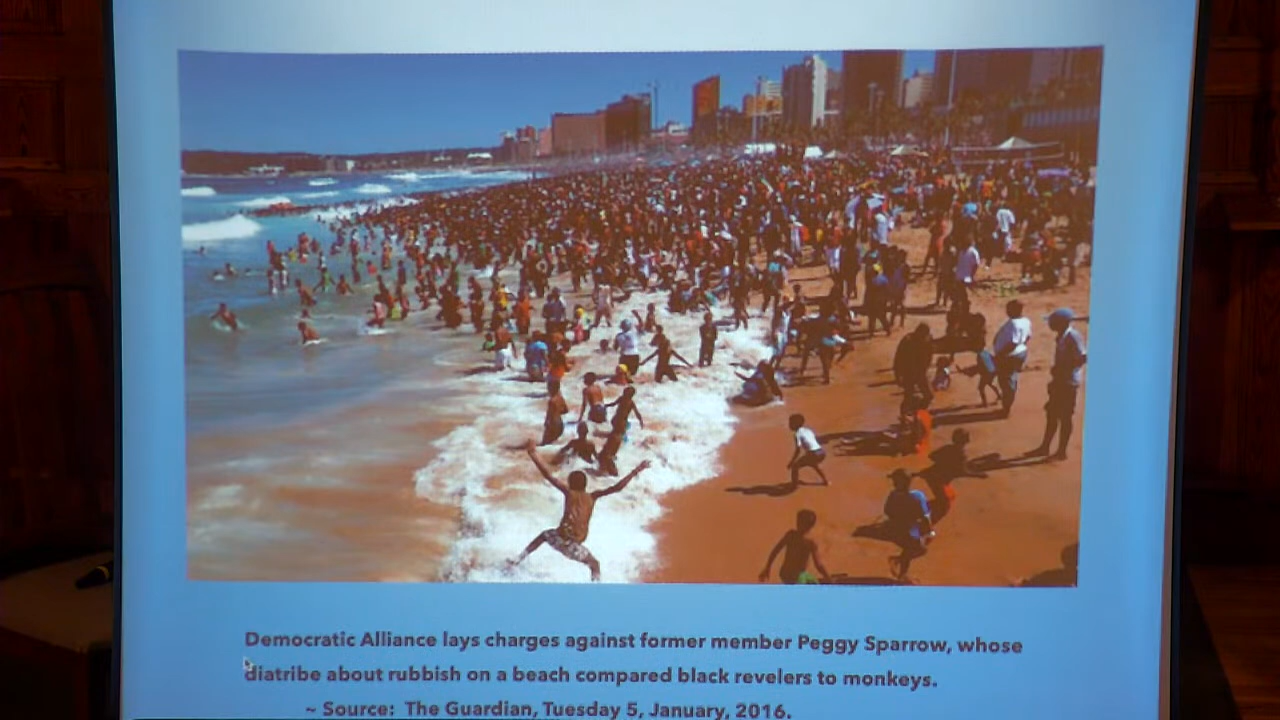 Democratic Alliance lays charges against former member Peggy Sparrow, whose
diatribe about rubbish on a beach compared black revelers to monkeys.
~ Source: The Guardian, Tuesday 5, January, 2016.